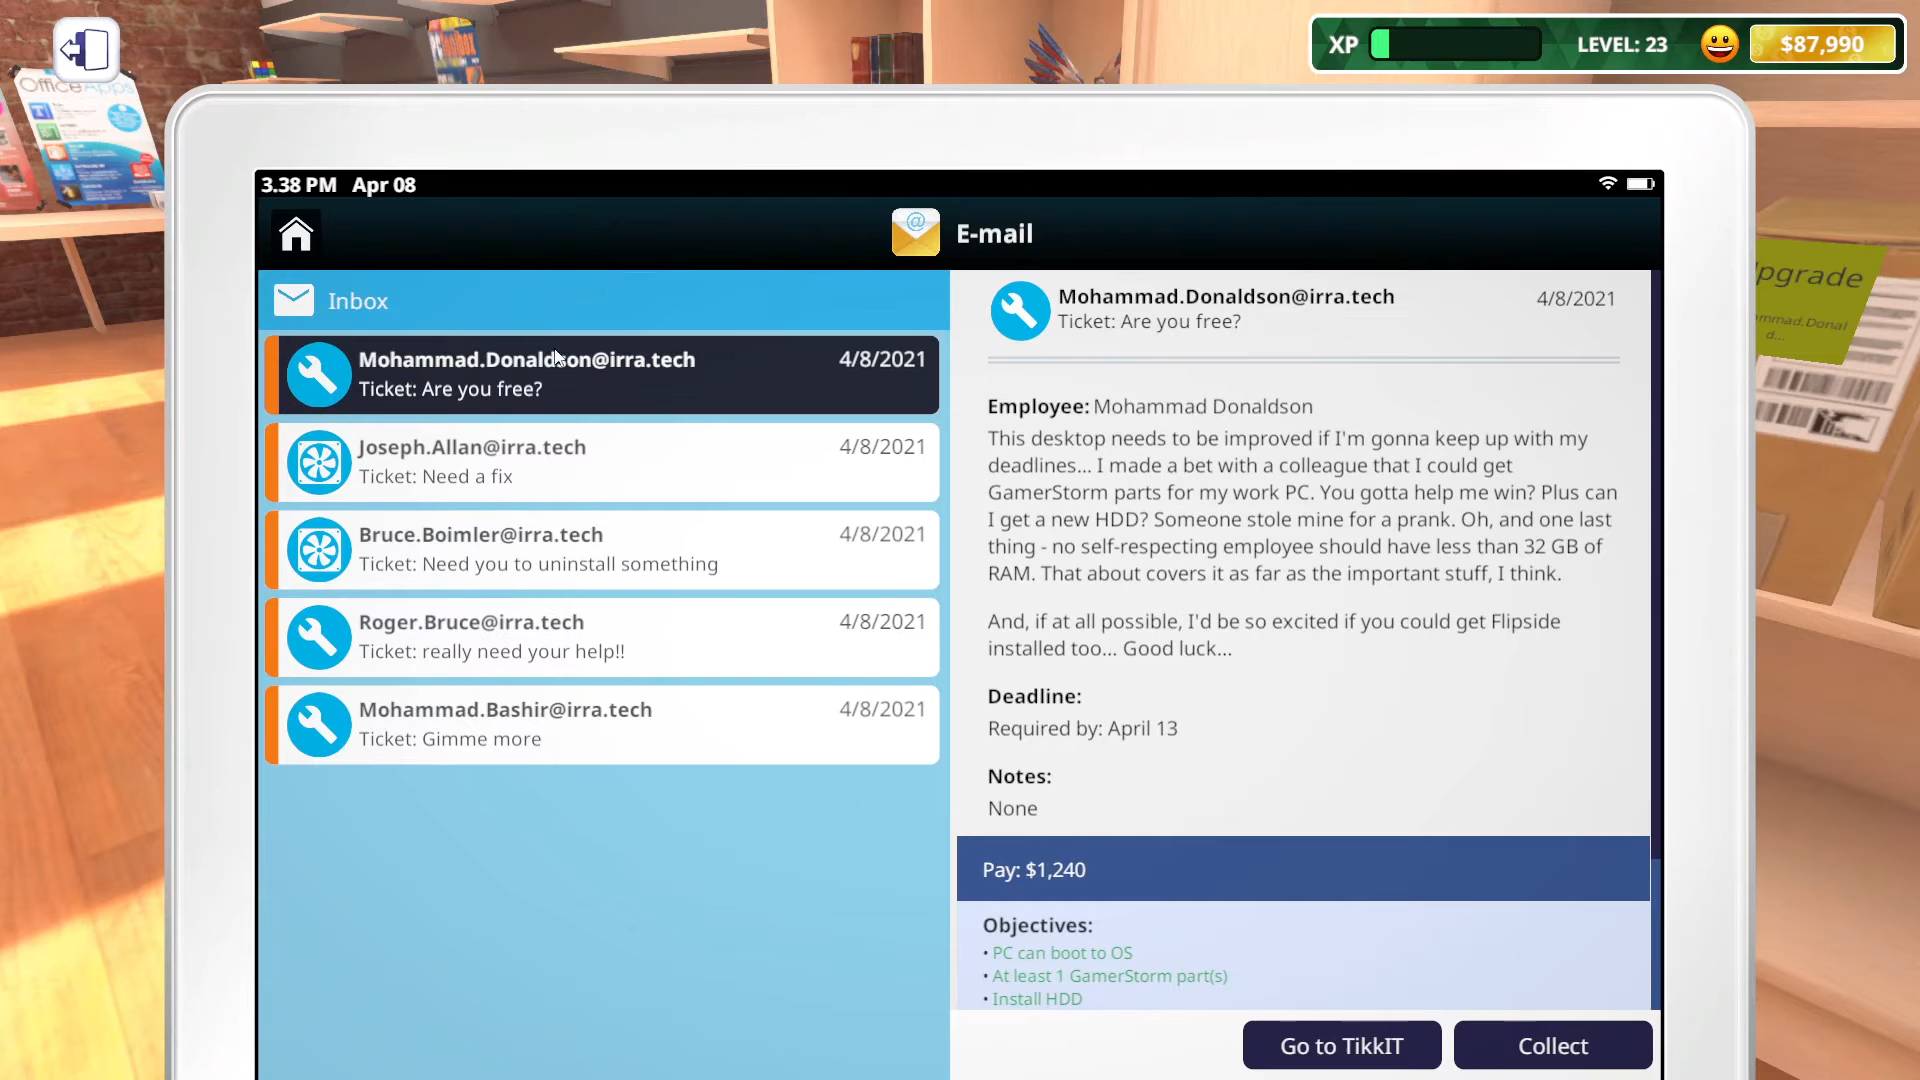 XP
LEVEL: 23
$87,990
OfficeApps
3.38 PM Apr 08
E-mail
Inbox
Mohammad.Donaldson@irra.tech 4/8/2021
Ticket: Are you free?
Joseph.Allan@irra.tech 4/8/2021
Ticket: Need a fix
Bruce.Boimler@irra.tech 4/8/2021
Ticket: Need you to uninstall something
Roger.Bruce@irra.tech 4/8/2021
Ticket: really need your help!!
Mohammad.Bashir@irra.tech 4/8/2021
Ticket: Gimme more
Mohammad.Donaldson@irra.tech 4/8/2021
Ticket: Are you free?
Employee: Mohammad Donaldson
This desktop needs to be improved if I'm gonna keep up with my
deadlines... I made a bet with a colleague that I could get
GamerStorm parts for my work PC. You gotta help me win? Plus can
I get a new HDD? Someone stole mine for a prank. Oh, and one last
thing - no self-respecting employee should have less than 32 GB of
RAM. That about covers it as far as the important stuff, I think.
And, if at all possible, I'd be so excited if you could get Flipside
installed too... Good luck...
Deadline:
Required by: April 13
Notes:
None
Pay: $1,240
Objectives:
• PC can boot to OS
• At least 1 GamerStorm part(s)
• Install HDD
Go to TikkIT
Collect
pgrade
mmad.Donal
d...